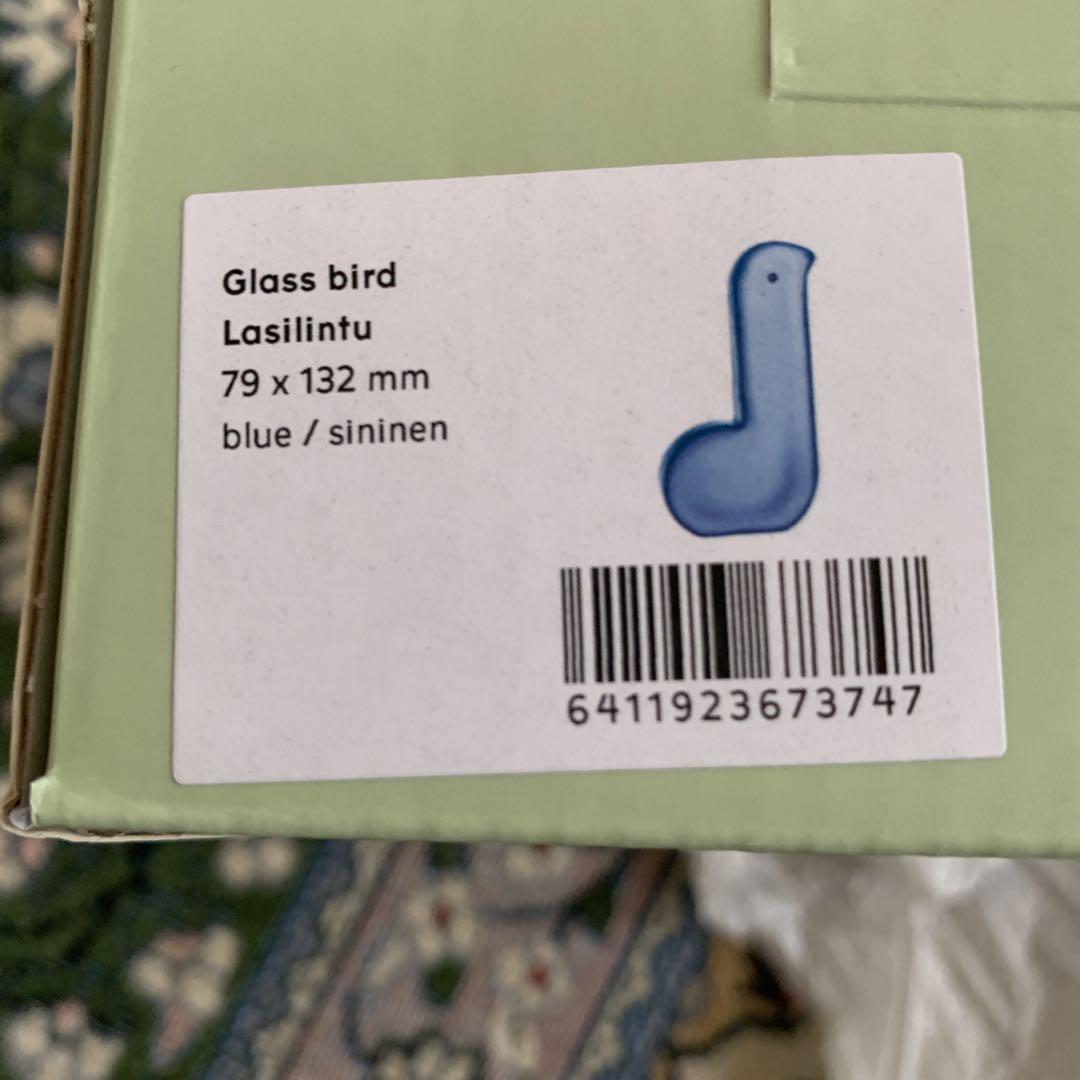 Glass bird
Lasilintu
79 x 132 mm
blue / sininen
6411923673747